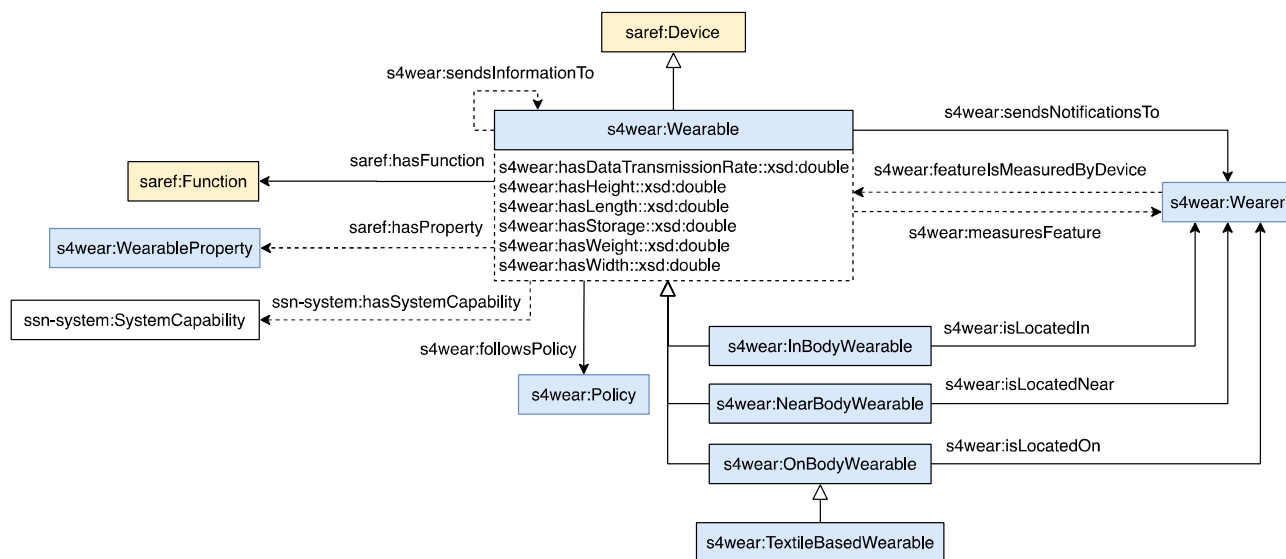 saref:Device
s4wear:sendsInformationTo
s4wear:Wearable
s4wear:sendsNotificationsTo
saref:hasFunction
saref:Function
s4wear:hasDataTransmissionRate::xsd:double
s4wear:hasHeight::xsd:double
s4wear:hasLength::xsd:double
s4wear:hasStorage::xsd:double
s4wear:hasWeight::xsd:double
s4wear:hasWidth::xsd:double
s4wear:featureIsMeasuredByDevice
s4wear:Wearer
s4wear:measuresFeature
saref:hasProperty
s4wear:WearableProperty
ssn-system:hasSystemCapability
ssn-system:SystemCapability
s4wear:followsPolicy
s4wear:Policy
s4wear:InBodyWearable
s4wear:isLocatedIn
s4wear:NearBodyWearable
s4wear:isLocatedNear
s4wear:OnBodyWearable
s4wear:isLocatedOn
s4wear:TextileBasedWearable